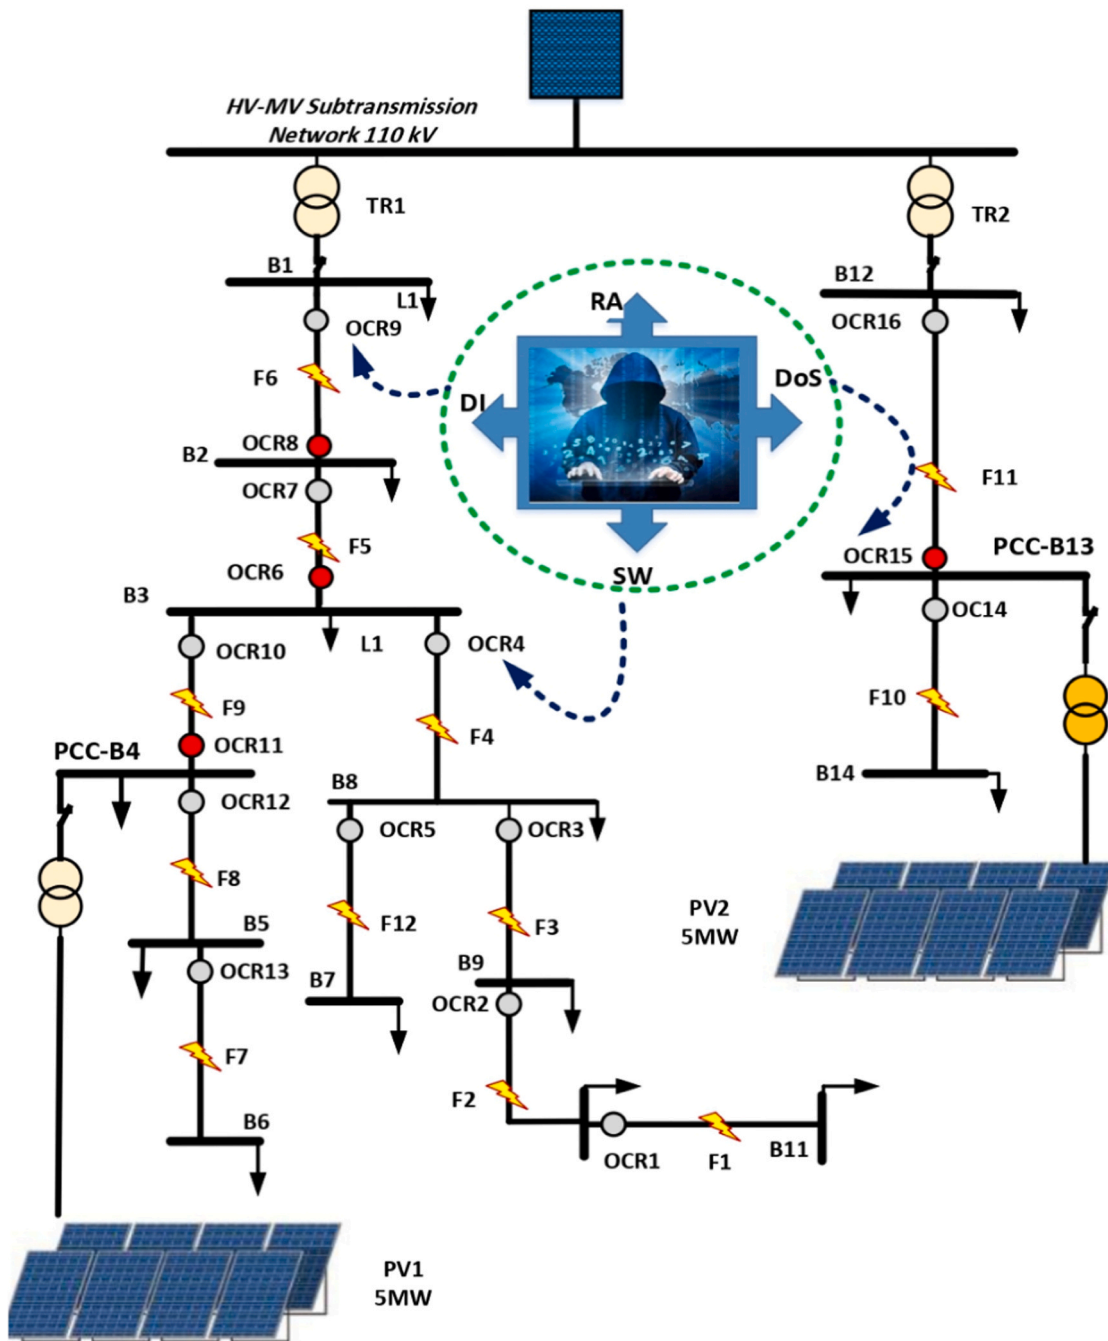 HV-MV Subtransmission
Network 110 kV
TR1
TR2
B1
L1
OCR9
RA
B12
OCR16
F6
DI
DoS
OCR8
B2
OCR7
F11
F5
OCR6
OCR15
PCC-B13
SW
B3
OCR10
L1
OCR4
OC14
F9
F4
F10
PCC-B4
OCR11
B8
B14
OCR12
OCR5
OCR3
F8
B5
F12
F3
PV2
5MW
OCR13
B7
B9
OCR2
F7
F2
B6
OCR1
F1
B11
PV1
5MW